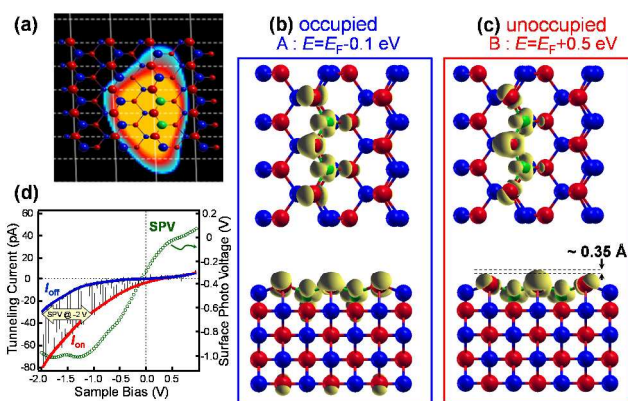 (a)
(b) occupied
A : E=EF-0.1 eV
(c) unoccupied
B : E=EF+0.5 eV
~ 0.35 Å
(d)
60
40
20
0
-20
-40
-60
-80
Tunneling Current (pA)
SPV
Ioff
SPV @ -2 V
Ion
0.2
0
-0.4
-0.6
-0.8
-1.0
Surface Photo Voltage (V)
-2.0 -1.5 -1.0 -0.5 0.0 0.5
Sample Bias (V)